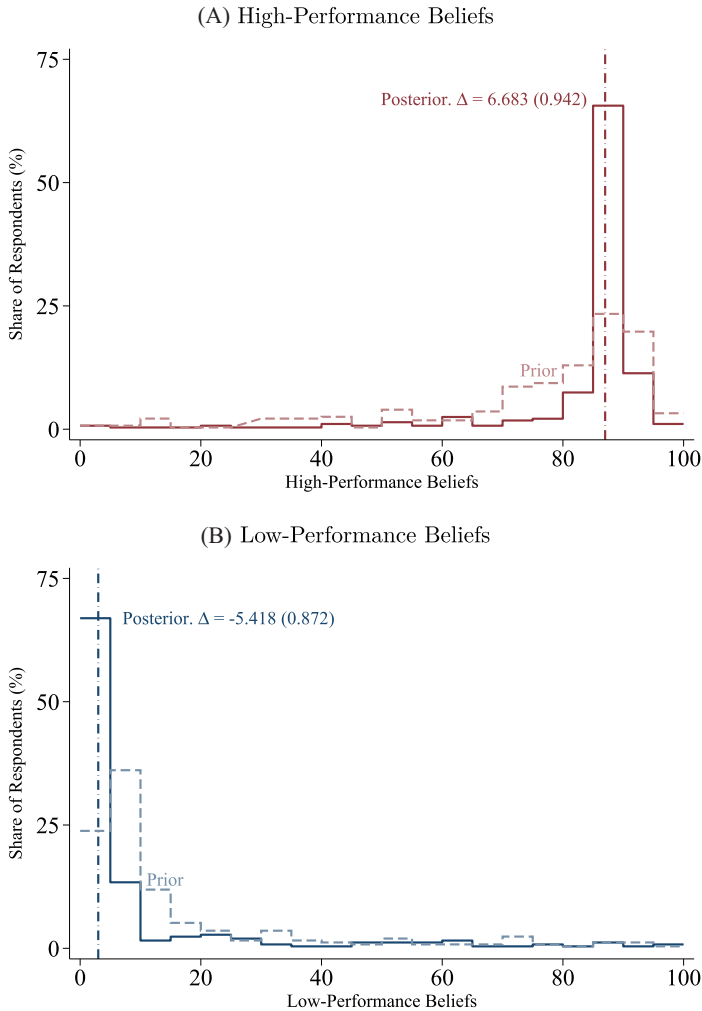 (A) High-Performance Beliefs
75
Posterior. Δ = 6.683 (0.942)
50
Share of Respondents (%)
25
Prior
0
0 20 40 60 80 100
High-Performance Beliefs
(B) Low-Performance Beliefs
75
Posterior. Δ = -5.418 (0.872)
50
Share of Respondents (%)
25
Prior
0
0 20 40 60 80 100
Low-Performance Beliefs